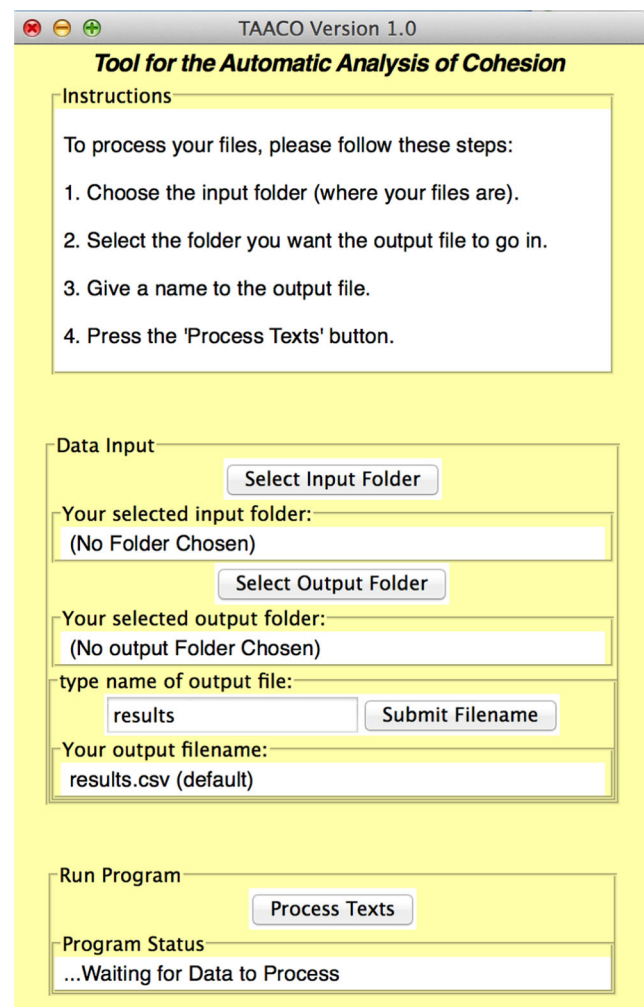 TAACO Version 1.0
Tool for the Automatic Analysis of Cohesion
Instructions
To process your files, please follow these steps:
1. Choose the input folder (where your files are).
2. Select the folder you want the output file to go in.
3. Give a name to the output file.
4. Press the 'Process Texts' button.
Data Input
Select Input Folder
Your selected input folder:
(No Folder Chosen)
Select Output Folder
Your selected output folder:
(No output Folder Chosen)
type name of output file:
results Submit Filename
Your output filename:
results.csv (default)
Run Program
Process Texts
Program Status
...Waiting for Data to Process